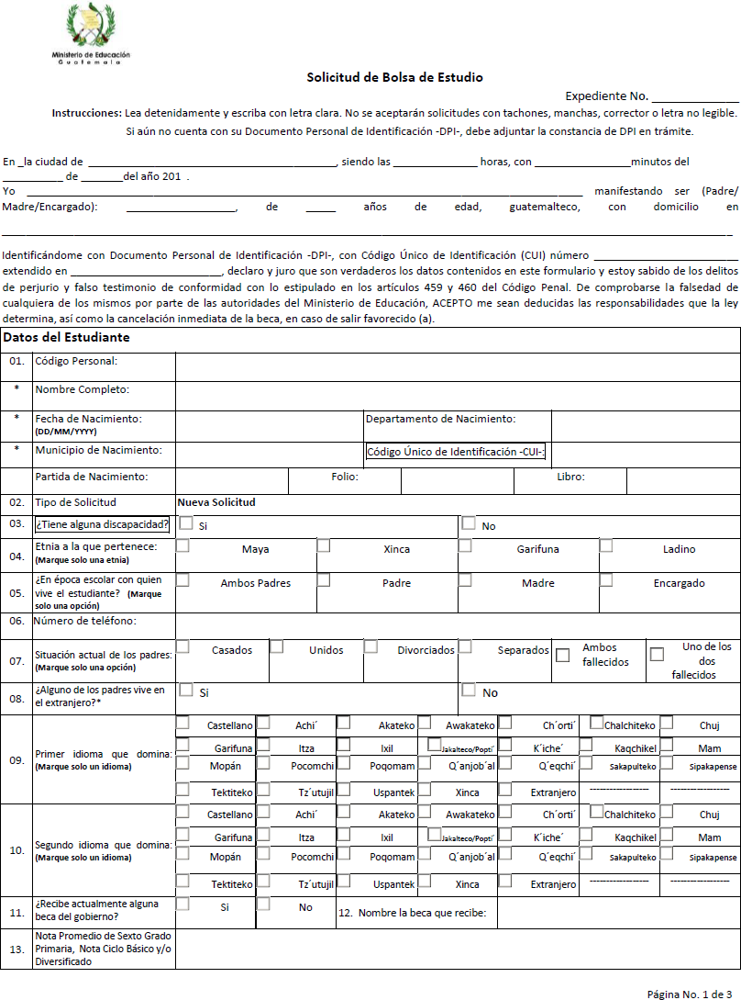 Ministerio de Educación
Guatemala
Solicitud de Bolsa de Estudio
Expediente No. ______________
Instrucciones: Lea detenidamente y escriba con letra clara. No se aceptarán solicitudes con tachones, manchas, corrector o letra no legible.
Si aún no cuenta con su Documento Personal de Identificación -DPI-, debe adjuntar la constancia de DPI en trámite.
En _la ciudad de ________________________________________, siendo las ______________ horas, con ________________minutos del
__________ de _______del año 201 .
Yo ________________________________________________________________ manifestando ser (Padre/
Madre/Encargado): __________________, de _____ años de edad, guatemalteco, con domicilio en
________________________________________________________________________________
Identificándome con Documento Personal de Identificación -DPI-, con Código Único de Identificación (CUI) número ________________________
extendido en _________________________, declaro y juro que son verdaderos los datos contenidos en este formulario y estoy sabido de los delitos
de perjurio y falso testimonio de conformidad con lo estipulado en los artículos 459 y 460 del Código Penal. De comprobarse la falsedad de
cualquiera de los mismos por parte de las autoridades del Ministerio de Educación, ACEPTO me sean deducidas las responsabilidades que la ley
determina, así como la cancelación inmediata de la beca, en caso de salir favorecido (a).
Datos del Estudiante
01. Código Personal:
* Nombre Completo:
* Fecha de Nacimiento: Departamento de Nacimiento:
(DD/MM/YYYY)
* Municipio de Nacimiento: Código Único de Identificación -CUI-:
Partida de Nacimiento: Folio: Libro:
02. Tipo de Solicitud Nueva Solicitud
03. ¿Tiene alguna discapacidad? Si No
04. Etnia a la que pertenece: Maya Xinca Garifuna Ladino
(Marque solo una etnia)
05. ¿En época escolar con quien Ambos Padres Padre Madre Encargado
vive el estudiante? (Marque
solo una opción)
06. Número de teléfono:
07. Situación actual de los padres: Casados Unidos Divorciados Separados Ambos fallecidos Uno de los dos fallecidos
(Marque solo una opción)
08. ¿Alguno de los padres vive en Si No
el extranjero?*
09. Primer idioma que domina:
(Marque solo un idioma)
Castellano Achi´ Akateko Awakateko Ch´orti´ Chalchiteko Chuj
Garifuna Itza Ixil Jakalteco/Popti´ K´iche´ Kaqchikel Mam
Mopán Pocomchi Poqomam Q´anjob´al Q´eqchi´ Sakapulteko Sipakapense
Tektiteko Tz´utujil Uspantek Xinca Extranjero ------------------ ------------------
10. Segundo idioma que domina:
(Marque solo un idioma)
Castellano Achi´ Akateko Awakateko Ch´orti´ Chalchiteko Chuj
Garifuna Itza Ixil Jakalteco/Popti´ K´iche´ Kaqchikel Mam
Mopán Pocomchi Poqomam Q´anjob´al Q´eqchi´ Sakapulteko Sipakapense
Tektiteko Tz´utujil Uspantek Xinca Extranjero ------------------ ------------------
11. ¿Recibe actualmente alguna Si No 12. Nombre la beca que recibe:
beca del gobierno?
13. Nota Promedio de Sexto Grado
Primaria, Nota Ciclo Básico y/o
Diversificado
Página No. 1 de 3